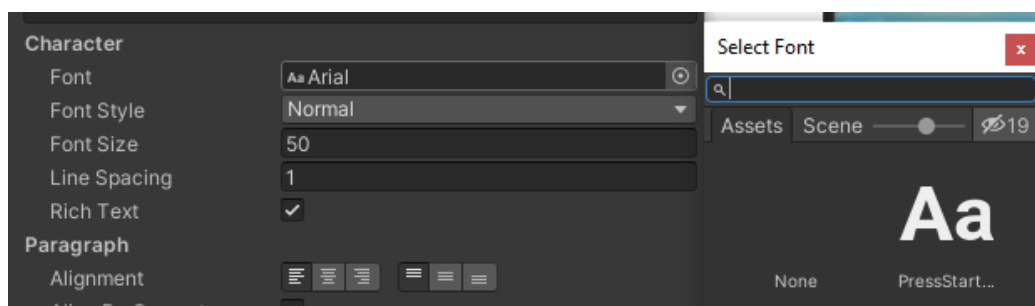 Character
Font Aa Arial
Font Style Normal
Font Size 50
Line Spacing 1
Rich Text
Paragraph
Alignment
Select Font
x
Assets Scene 19
Aa
None PressStart...